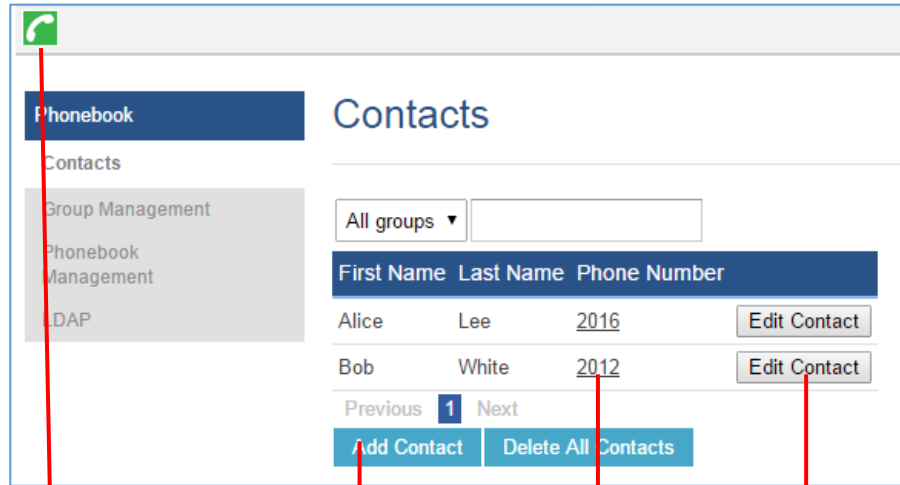 Phonebook
Contacts
Group Management
Phonebook
Management
LDAP
Contacts
All groups
First Name Last Name Phone Number
Alice Lee 2016 Edit Contact
Bob White 2012 Edit Contact
Previous 1 Next
Add Contact Delete All Contacts